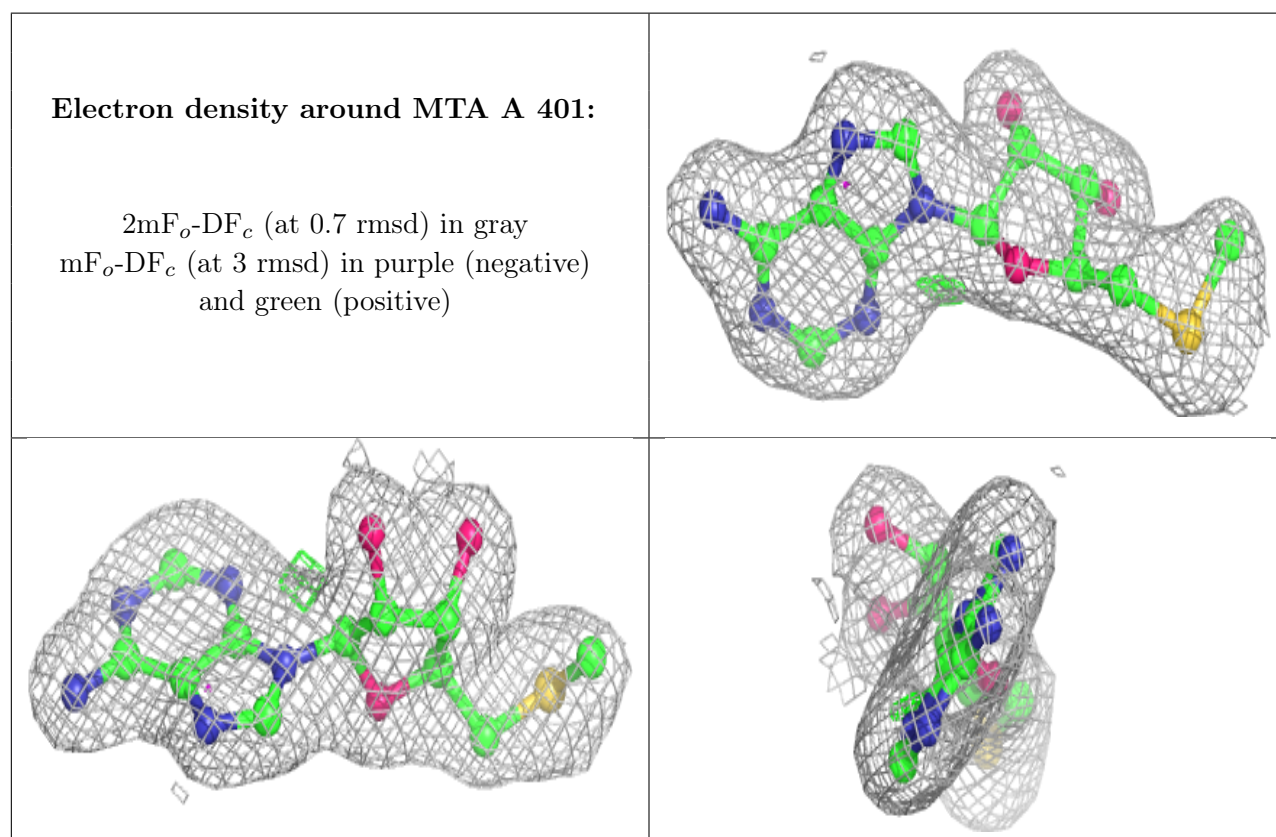 Electron density around MTA A 401:
2mFo-DFc (at 0.7 rmsd) in gray
mFo-DFc (at 3 rmsd) in purple (negative)
and green (positive)